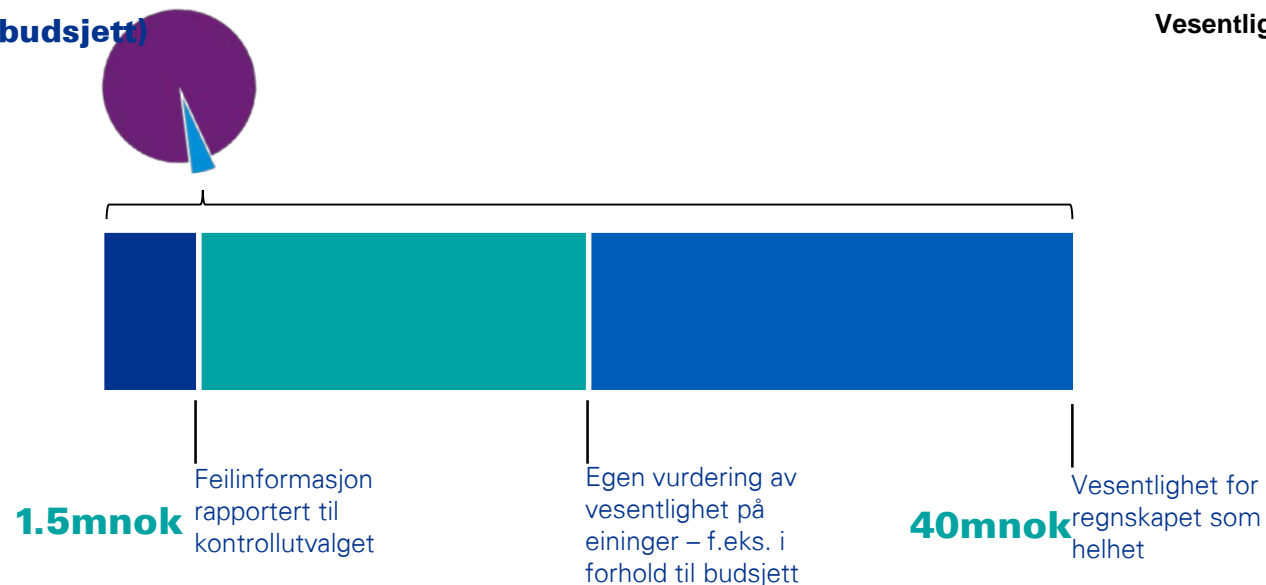 budsjett)
Vesentlig
Feilinformasjon
rapportert til
kontrollutvalget
1.5mnok
Egen vurdering av
vesentlighet på
eininger – f.eks. i
forhold til budsjett
40mnok
Vesentlighet for
regnskapet som
helhet